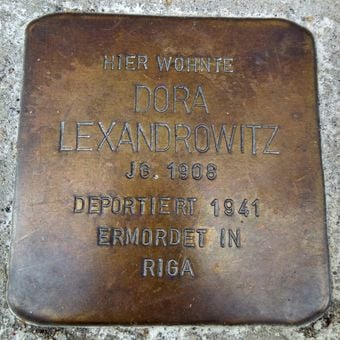 HIER WOHNTE
DORA
LEXANDROWITZ
JG. 1908
DEPORTIERT 1941
ERMORDET IN
RIGA